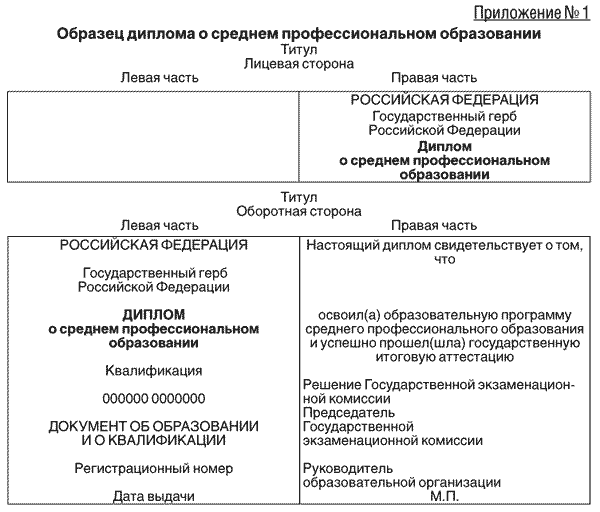 Приложение № 1
Образец диплома о среднем профессиональном образовании
Титул
Лицевая сторона
Левая часть
Правая часть
РОССИЙСКАЯ ФЕДЕРАЦИЯ
Государственный герб
Российской Федерации
Диплом
о среднем профессиональном
образовании
Титул
Оборотная сторона
Левая часть
Правая часть
РОССИЙСКАЯ ФЕДЕРАЦИЯ
Государственный герб
Российской Федерации
ДИПЛОМ
о среднем профессиональном
образовании
Квалификация
000000 0000000
ДОКУМЕНТ ОБ ОБРАЗОВАНИИ
И О КВАЛИФИКАЦИИ
Регистрационный номер
Дата выдачи
Настоящий диплом свидетельствует о том,
что
освоил(а) образовательную программу
среднего профессионального образования
и успешно прошел(шла) государственную
итоговую аттестацию
Решение Государственной экзаменацион-
ной комиссии
Председатель
Государственной
экзаменационной комиссии
Руководитель
образовательной организации
М.П.